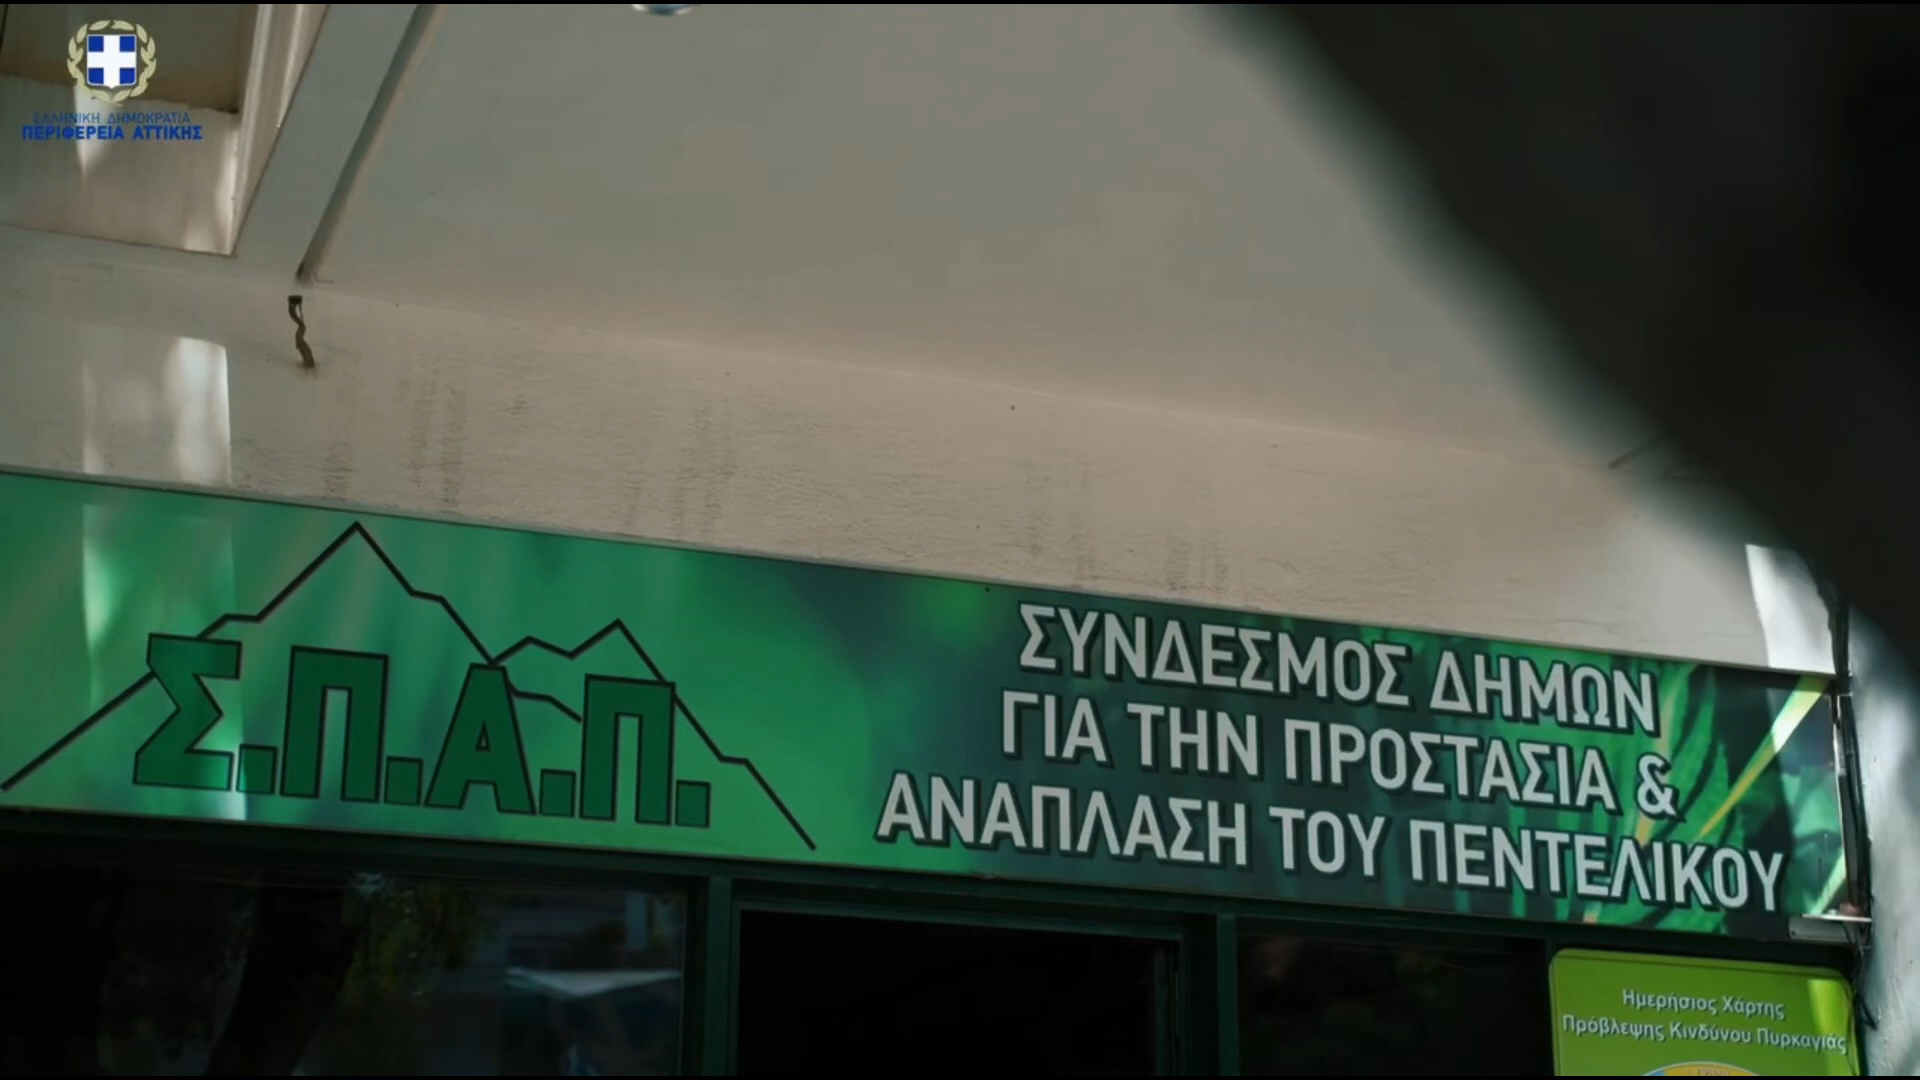 ΕΛΛΗΝΙΚΗ ΔΗΜΟΚΡΑΤΙΑ
ΠΕΡΙΦΕΡΕΙΑ ΑΤΤΙΚΗΣ
Σ.Π.Α.Π.
ΣΥΝΔΕΣΜΟΣ ΔΗΜΩΝ
ΓΙΑ ΤΗΝ ΠΡΟΣΤΑΣΙΑ &
ΑΝΑΠΛΑΣΗ ΤΟΥ ΠΕΝΤΕΛΙΚΟΥ
Ημερήσιος Χάρτης
Πρόβλεψης Κινδύνου Πυρκαγιάς